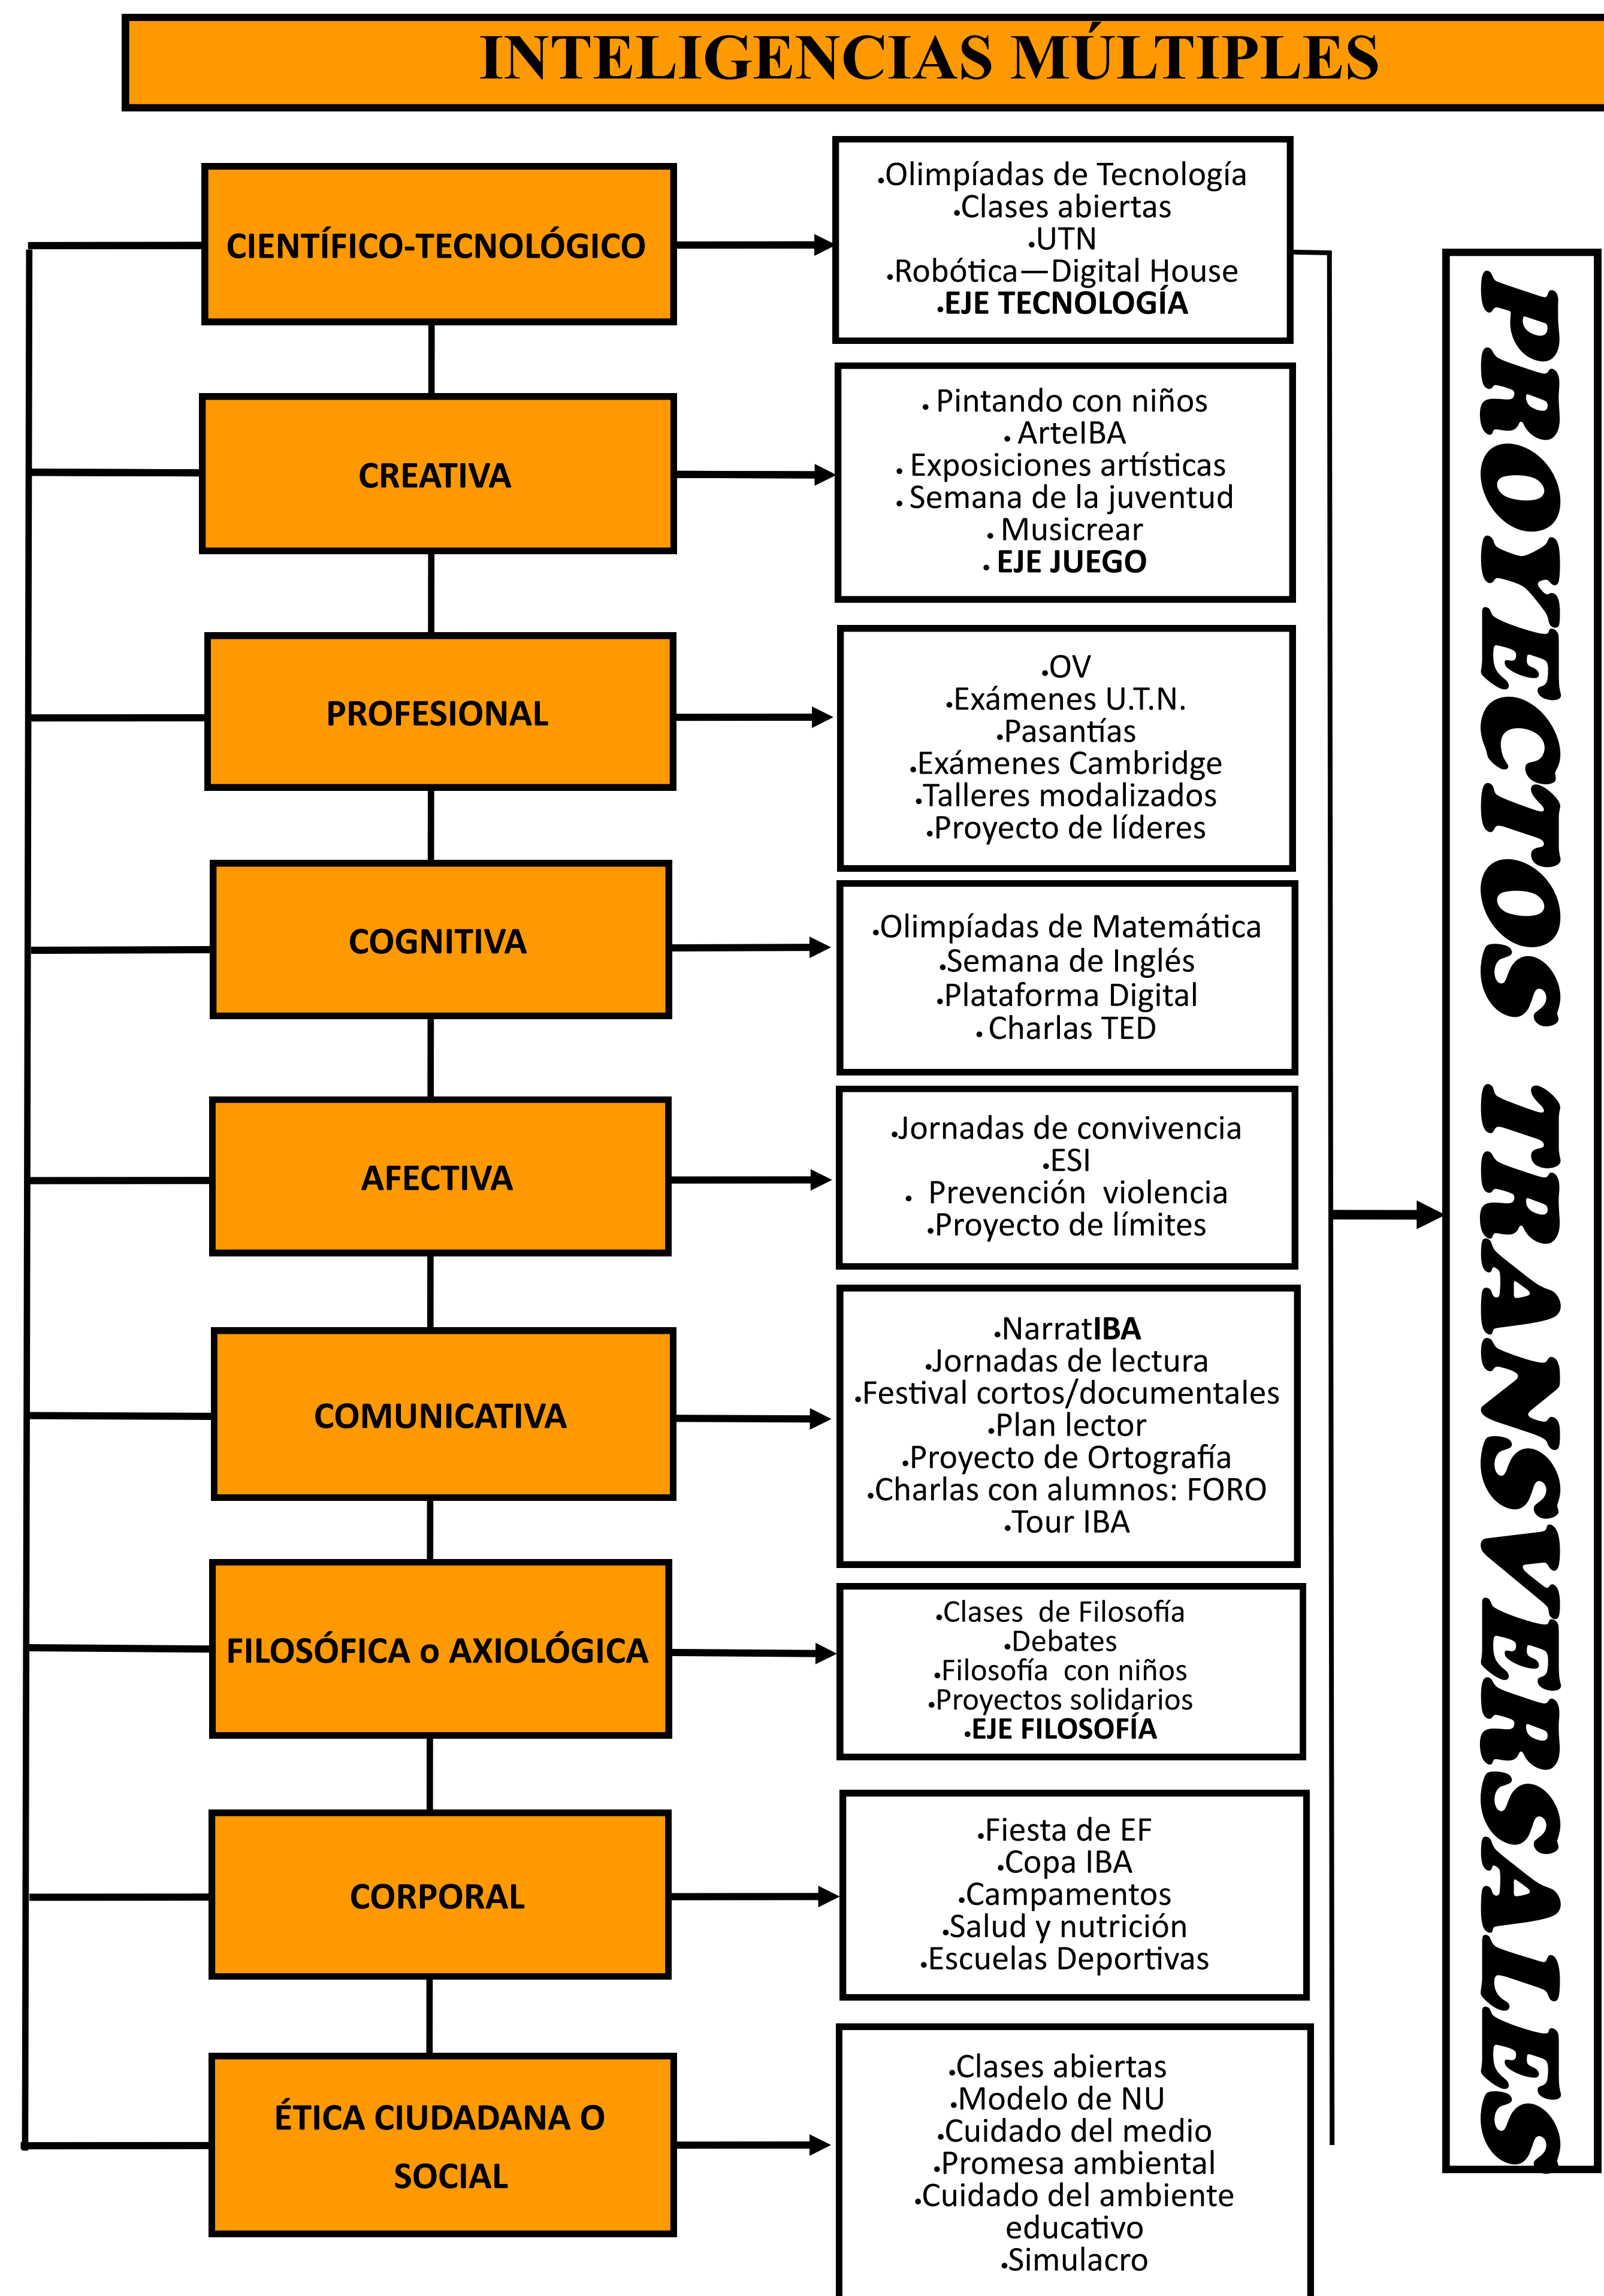 INTELIGENCIAS MÚLTIPLES
CIENTÍFICO-TECNOLÓGICO
•Olimpíadas de Tecnología
•Clases abiertas
•UTN
•Robótica—Digital House
•EJE TECNOLOGÍA
CREATIVA
• Pintando con niños
• ArteIBA
• Exposiciones artísticas
• Semana de la juventud
• Musicrear
• EJE JUEGO
PROFESIONAL
•OV
•Exámenes U.T.N.
•Pasantías
•Exámenes Cambridge
•Talleres modalizados
•Proyecto de líderes
COGNITIVA
•Olimpíadas de Matemática
•Semana de Inglés
•Plataforma Digital
• Charlas TED
AFECTIVA
•Jornadas de convivencia
•ESI
• Prevención violencia
•Proyecto de límites
COMUNICATIVA
•NarratIBA
•Jornadas de lectura
•Festival cortos/documentales
•Plan lector
•Proyecto de Ortografía
•Charlas con alumnos: FORO
•Tour IBA
FILOSÓFICA o AXIOLÓGICA
•Clases de Filosofía
•Debates
•Filosofía con niños
•Proyectos solidarios
•EJE FILOSOFÍA
CORPORAL
•Fiesta de EF
•Copa IBA
•Campamentos
•Salud y nutrición
•Escuelas Deportivas
ÉTICA CIUDADANA O
SOCIAL
•Clases abiertas
•Modelo de NU
•Cuidado del medio
•Promesa ambiental
•Cuidado del ambiente
educativo
•Simulacro
PROYECTOS TRANSVERSALES